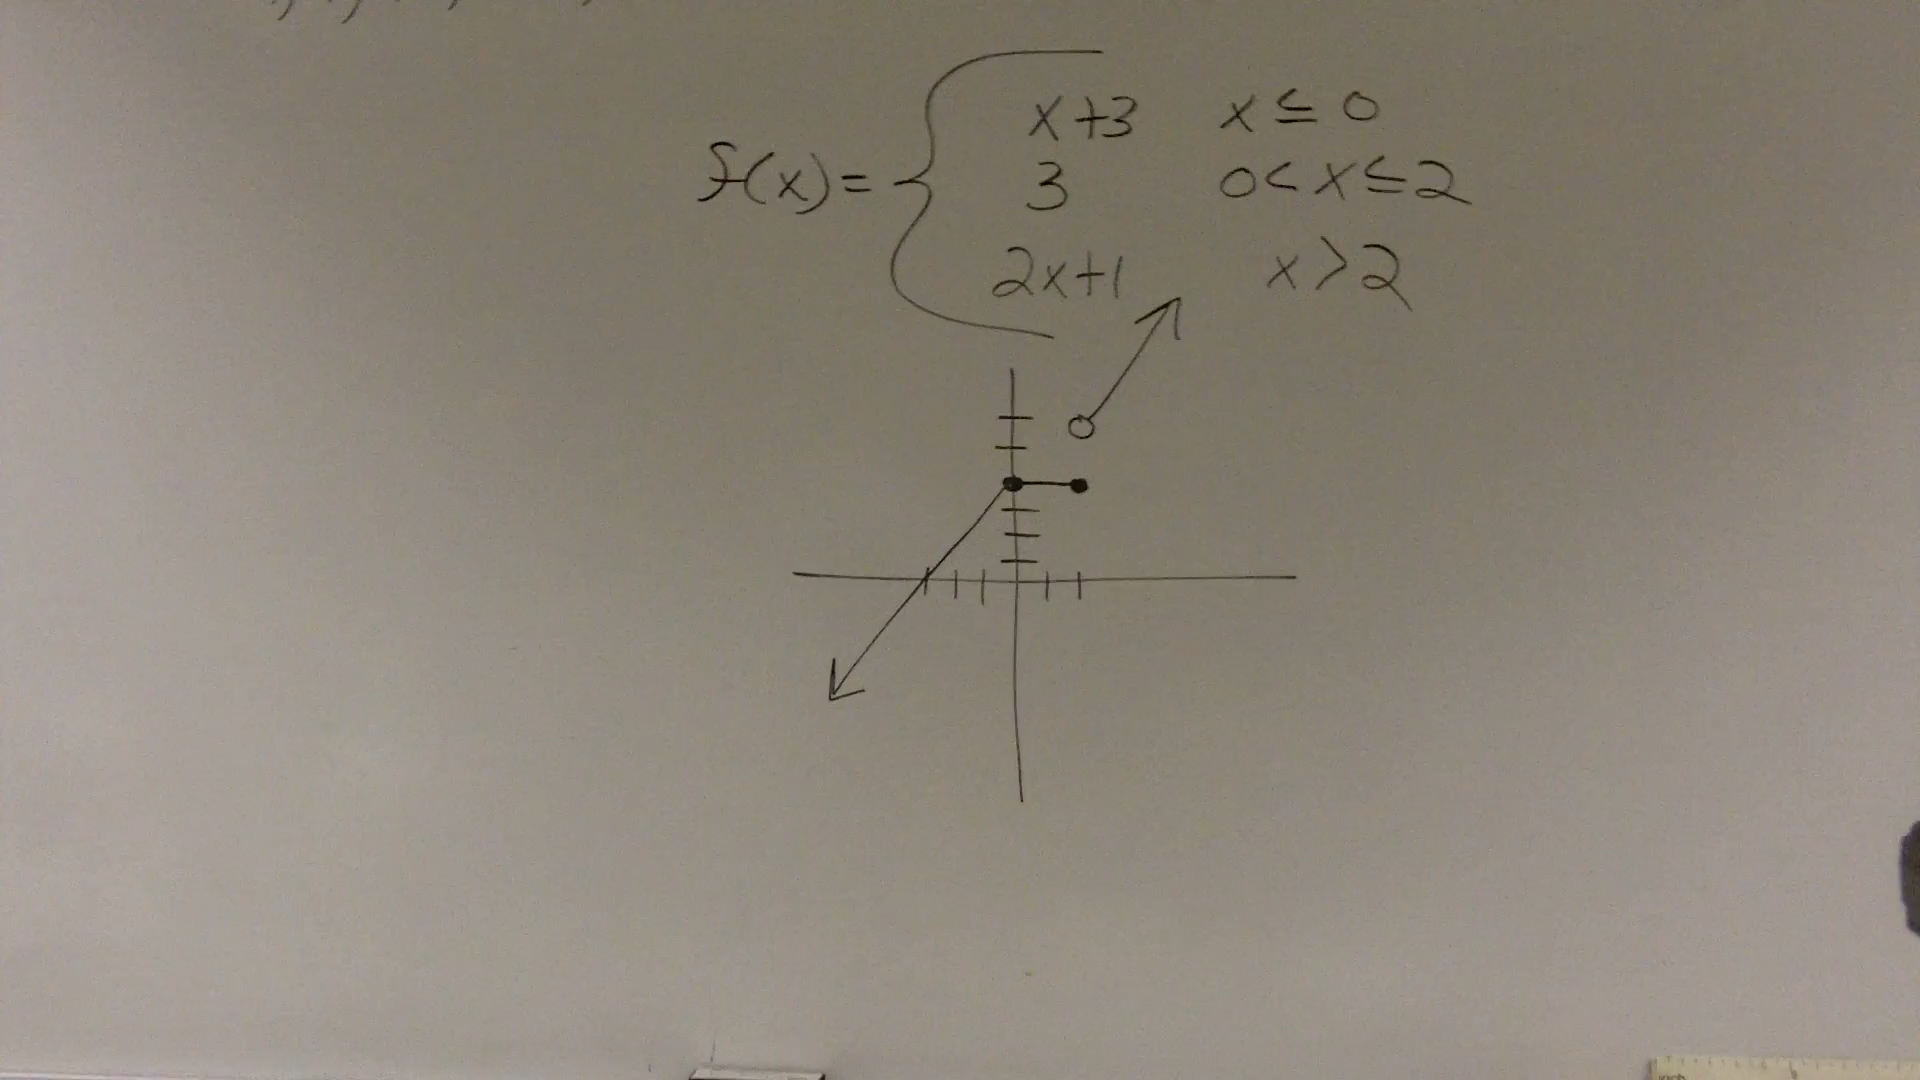 x+3 x ≤ 0
f(x)= { 3 0< x ≤2
2x+1 x >2